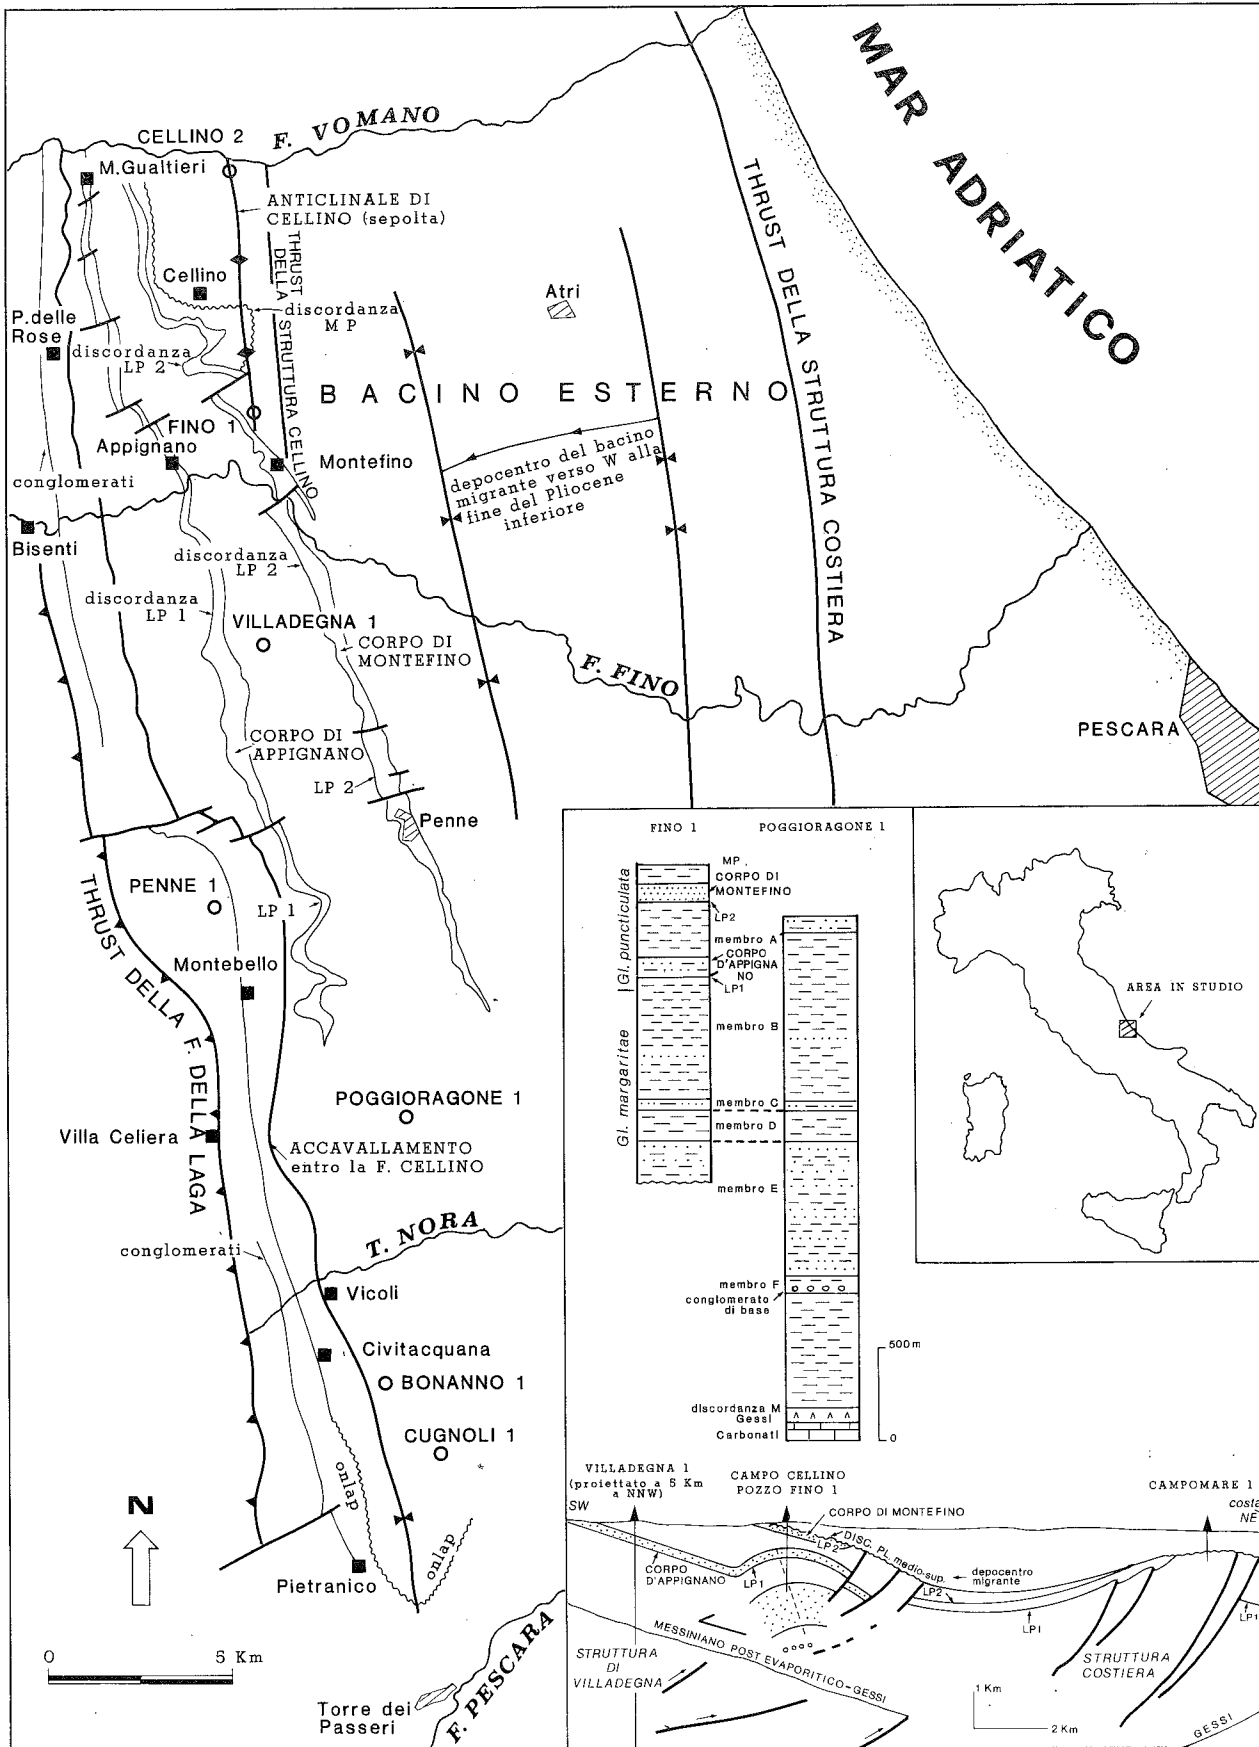 MAR ADRIATICO
F. VOMANO
CELLINO 2
M.Gualtieri
ANTICLINALE DI
CELLINO (sepolta)
THRUST
DELLA STRUTTURA CELLINO
THRUST DELLA STRUTTURA COSTIERA
Cellino
discordanza
M P
Atri
P.delle
Rose
discordanza
LP 2
BACINO ESTERNO
FINO 1
Appignano
Montefino
depocentro del bacino
migrante verso W alla
fine del Pliocene
inferiore
conglomerati
Bisenti
discordanza
LP 2
discordanza
LP 1
VILLADEGNA 1
CORPO DI
MONTEFINO
F. FINO
PESCARA
CORPO DI
APPIGNANO
LP 2
Penne
PENNE 1
LP 1
THRUST DELLA F. DELLA LAGA
Montebello
POGGIORAGONE 1
Villa Celiera
ACCAVALLAMENTO
entro la F. CELLINO
T. NORA
conglomerati
Vicoli
Civitacquana
BONANNO 1
CUGNOLI 1
N
onlap
onlap
Pietranico
0 5 Km
Torre dei
Passeri
F. PESCARA
FINO 1 POGGIORAGONE 1
MP
CORPO DI
MONTEFINO
LP2
membro A
CORPO
D'APPIGNA
NO
LP1
membro B
membro C
membro D
membro E
membro F
conglomerato
di base
discordanza M
Gessi
Carbonati
Gl. puncticulata
Gl. margaritae
500m
0
AREA IN STUDIO
VILLADEGNA 1
(proiettato a 5 Km
a NNW)
SW
CAMPO CELLINO
POZZO FINO 1
CAMPOMARE 1
costa
NE
CORPO DI MONTEFINO
DISC. PL. medio-sup.
LP2
depocentro
migrante
CORPO
D'APPIGNANO
LP1
LP2
LP1
LP1
MESSINIANO POST EVAPORITICO-GESSI
STRUTTURA
DI
VILLADEGNA
STRUTTURA
COSTIERA
1 Km
2 Km
GESSI